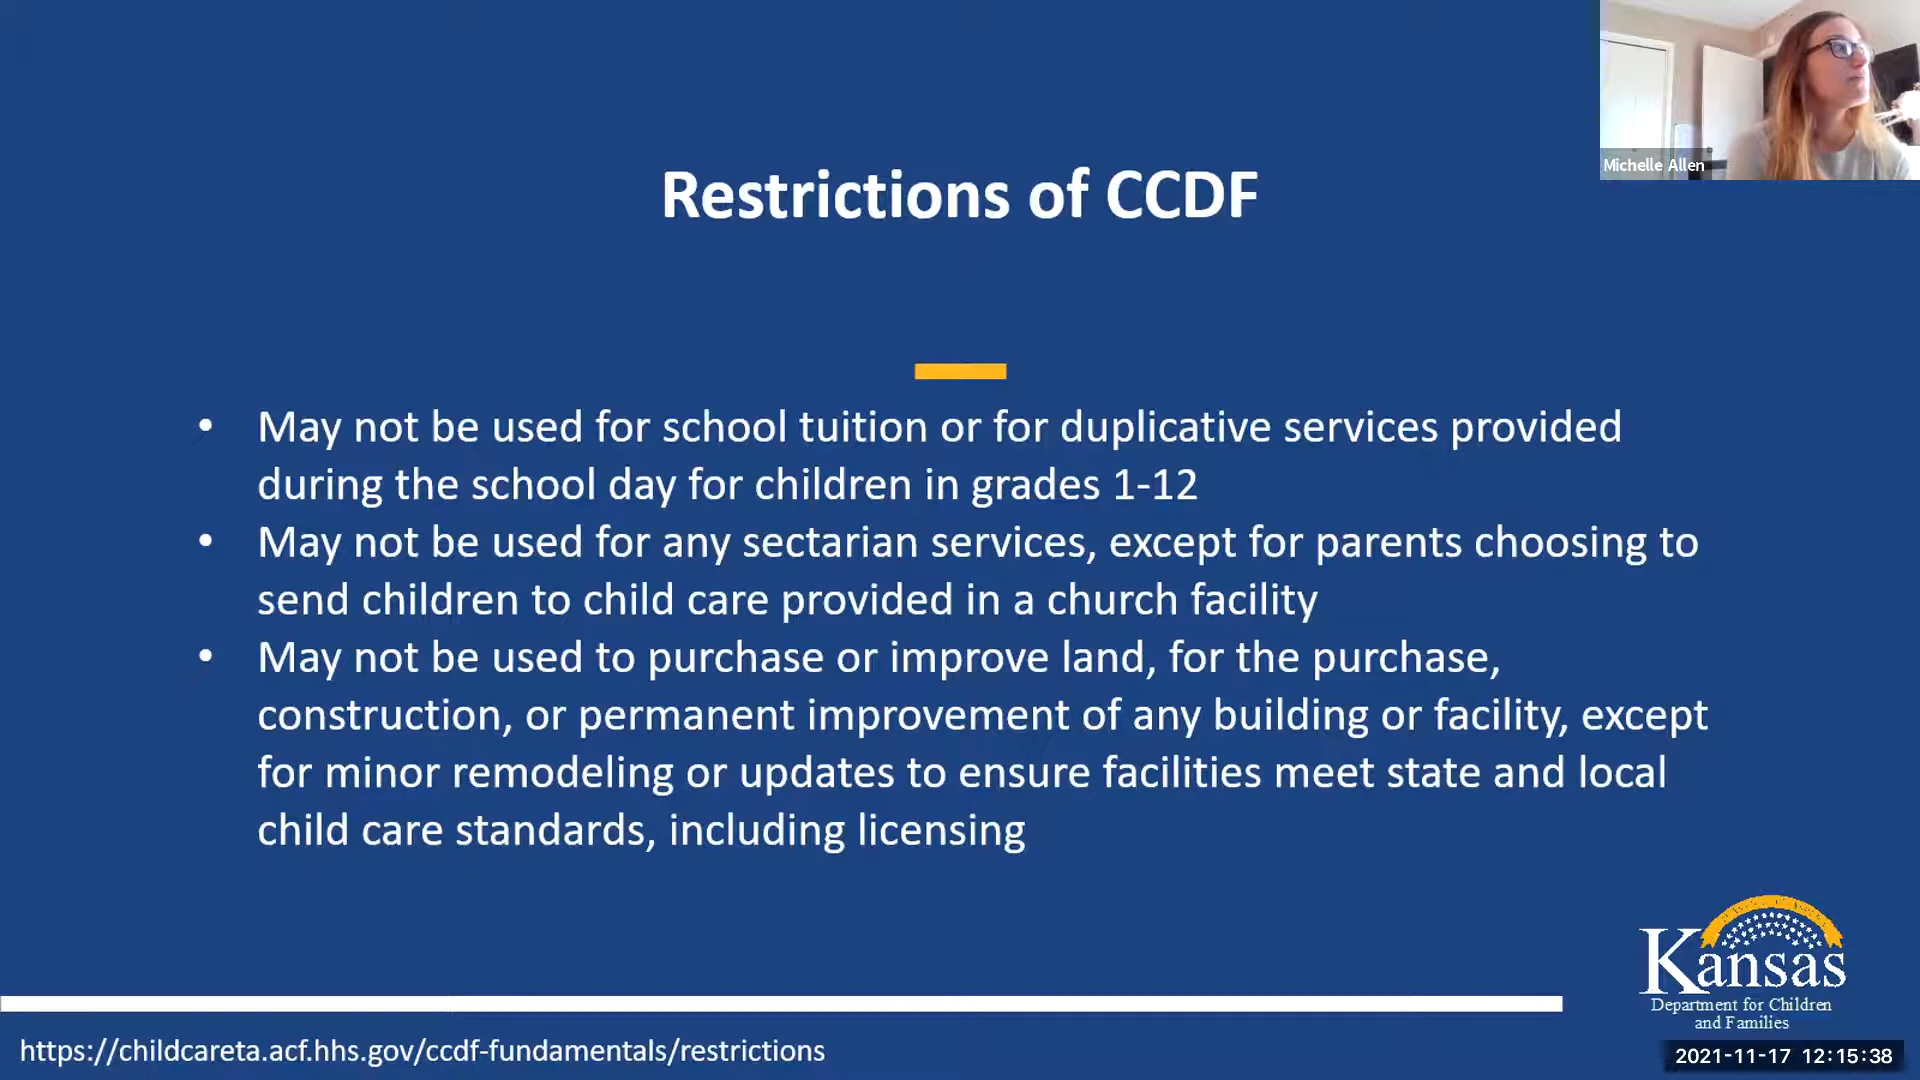 Michelle Allen
Restrictions of CCDF
• May not be used for school tuition or for duplicative services provided
during the school day for children in grades 1-12
• May not be used for any sectarian services, except for parents choosing to
send children to child care provided in a church facility
• May not be used to purchase or improve land, for the purchase,
construction, or permanent improvement of any building or facility, except
for minor remodeling or updates to ensure facilities meet state and local
child care standards, including licensing
Kansas
Department for Children
and Families
https://childcareta.acf.hhs.gov/ccdf-fundamentals/restrictions
2021-11-17 12:15:38